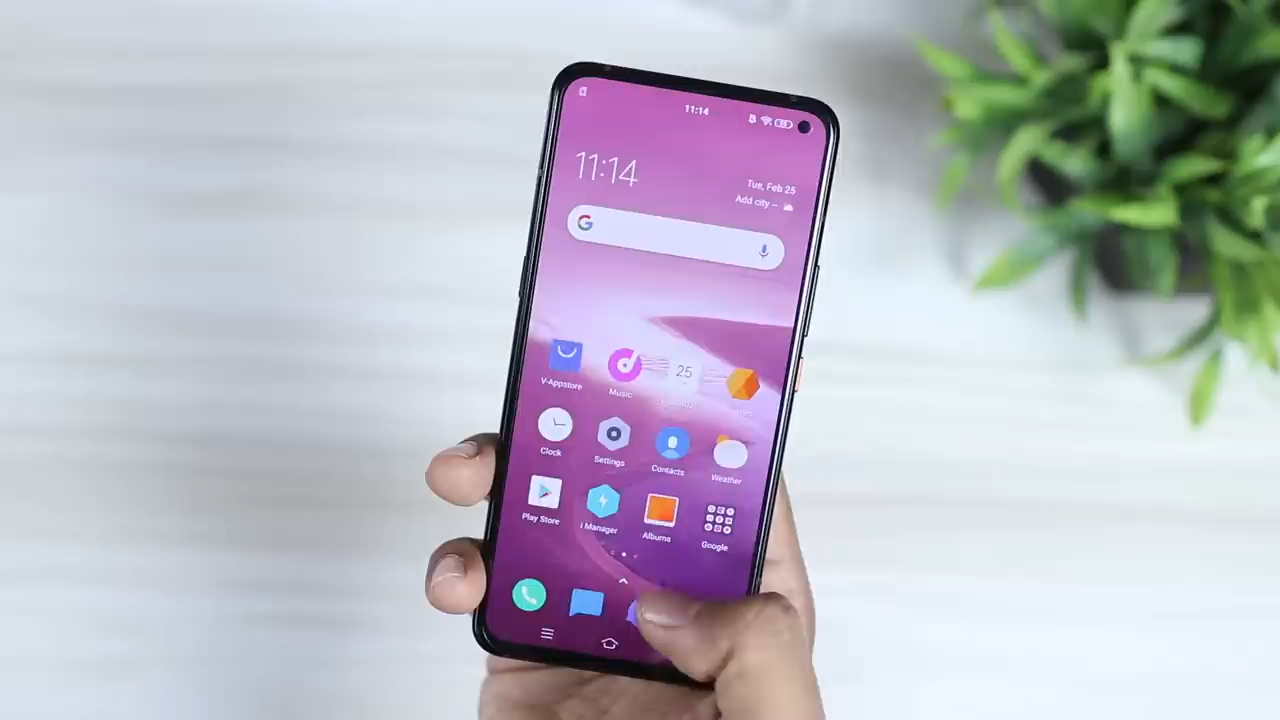 11:14
11:14
Tue, Feb 25
Add city –
G
25
V-Appstore
Music
Clock
Settings
Contacts
Weather
Play Store
i Manager
Albums
Google